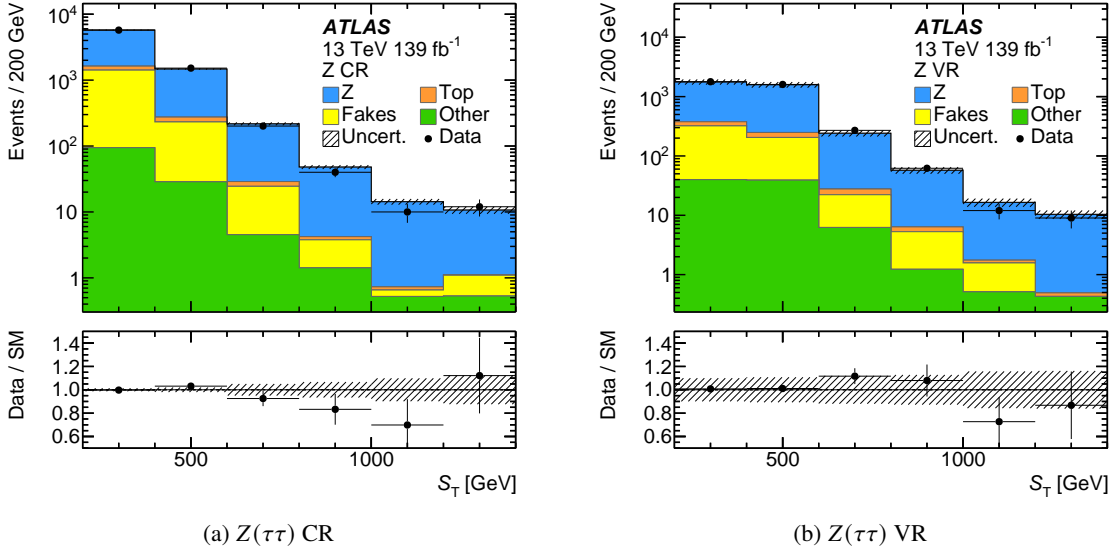 Events / 200 GeV
10⁴
10³
10²
10
1
ATLAS
13 TeV 139 fb⁻¹
Z CR
Z Top
Fakes Other
Uncert. Data
Data / SM
1.4
1.2
1.0
0.8
0.6
500 1000
S_T [GeV]
(a) Z(ττ) CR
Events / 200 GeV
10⁴
10³
10²
10
1
ATLAS
13 TeV 139 fb⁻¹
Z VR
Z Top
Fakes Other
Uncert. Data
Data / SM
1.4
1.2
1.0
0.8
0.6
500 1000
S_T [GeV]
(b) Z(ττ) VR